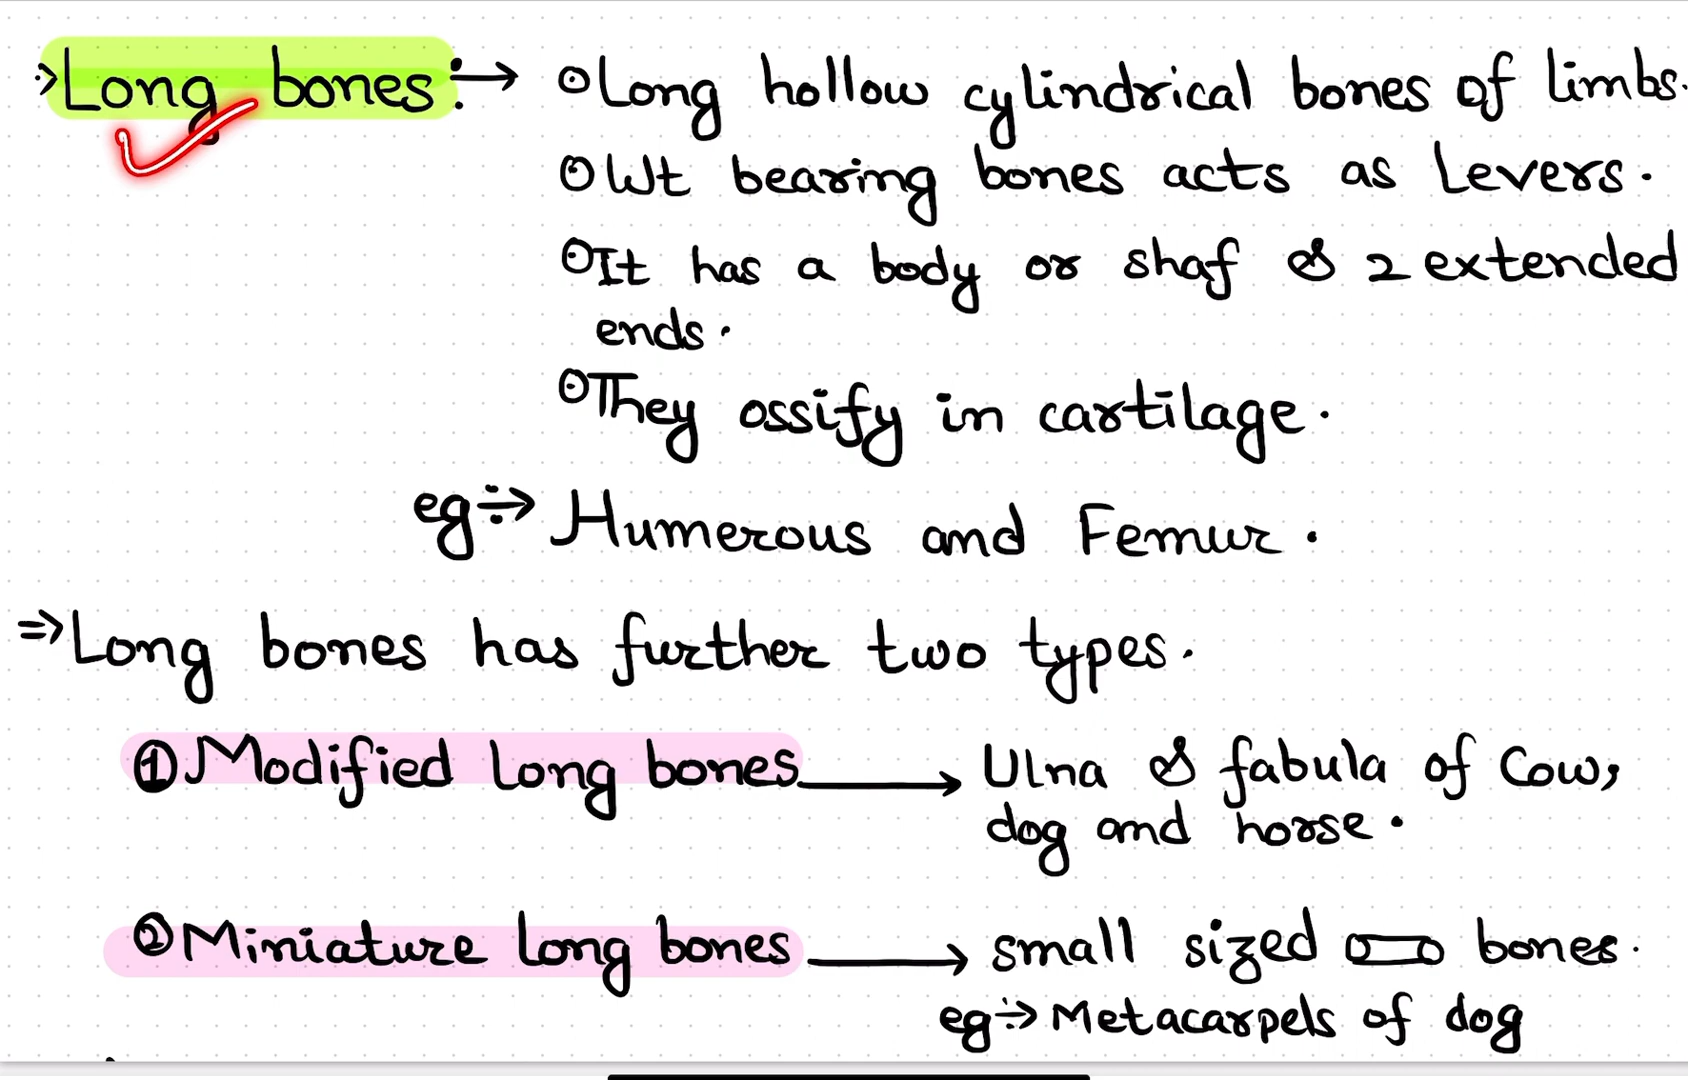 Long bones:→ ⊙Long hollow cylindrical bones of limbs.
⊙Wt bearing bones acts as Levers.
⊙It has a body or shaf & 2 extended
ends.
⊙They ossify in cartilage.
eg÷→ Humerous and Femur.
⇒Long bones has further two types.
①Modified Long bones → Ulna & fabula of Cow,
dog and horse.
②Miniature Long bones → small sized bones.
eg÷→ Metacarpels of dog